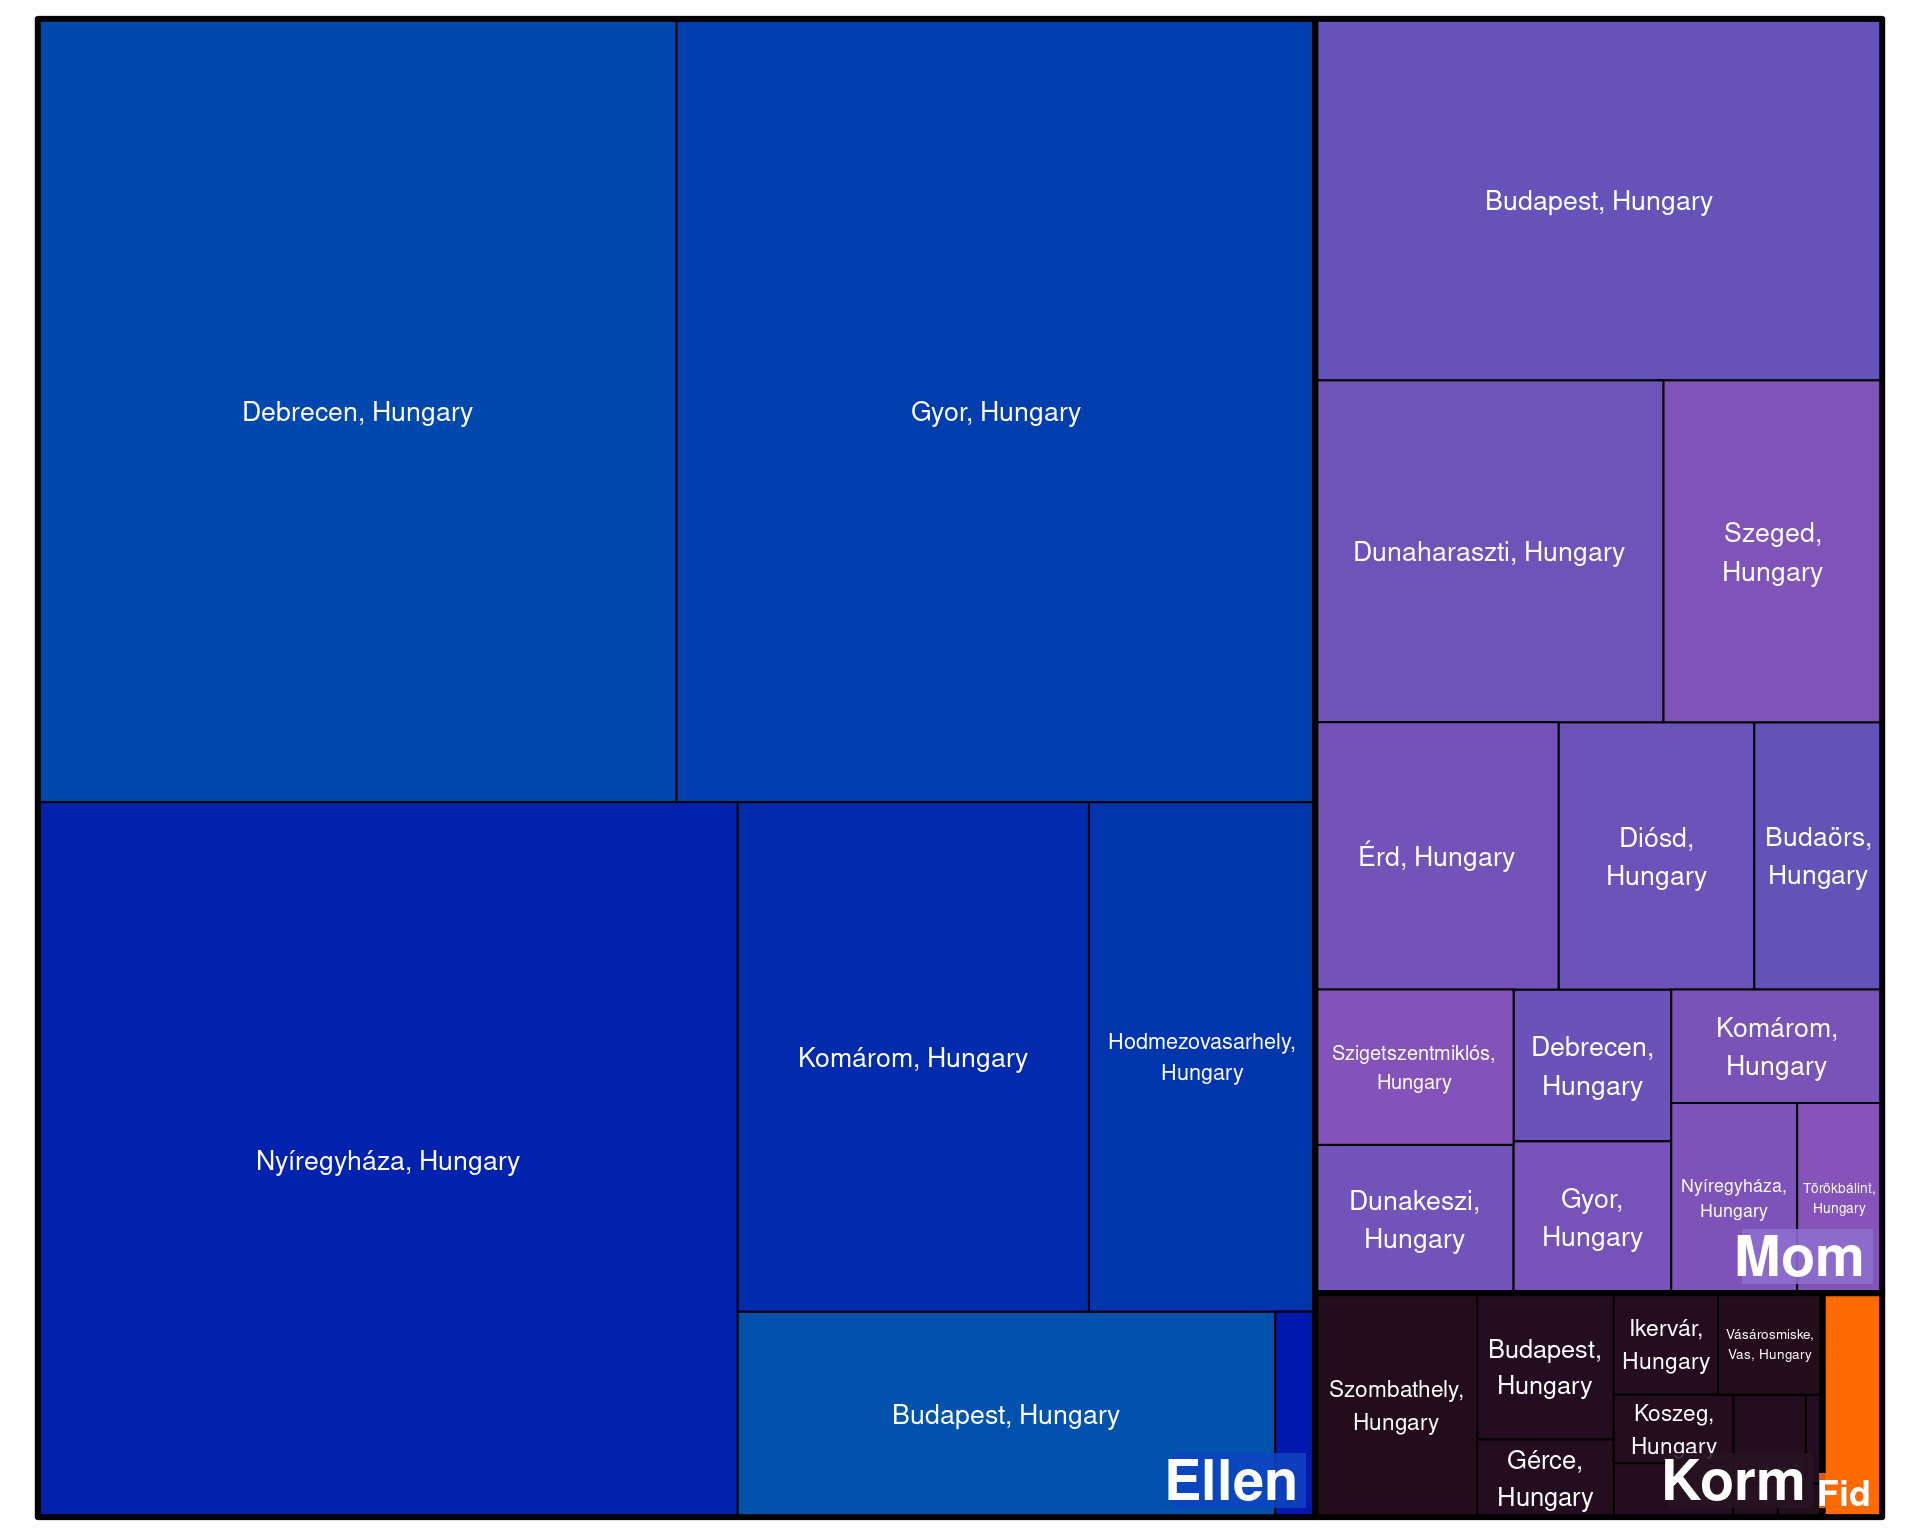 Debrecen, Hungary
Gyor, Hungary
Nyíregyháza, Hungary
Komárom, Hungary
Hodmezovasarhely,
Hungary
Budapest, Hungary
Ellen
Budapest, Hungary
Dunaharaszti, Hungary
Szeged,
Hungary
Érd, Hungary
Diósd,
Hungary
Budaörs,
Hungary
Szigetszentmiklós,
Hungary
Debrecen,
Hungary
Komárom,
Hungary
Dunakeszi,
Hungary
Gyor,
Hungary
Nyíregyháza,
Hungary
Törökbálint,
Hungary
Mom
Szombathely,
Hungary
Budapest,
Hungary
Gérce,
Hungary
Ikervár,
Hungary
Vásárosmiske,
Vas, Hungary
Koszeg,
Hungary
Korm
Fid